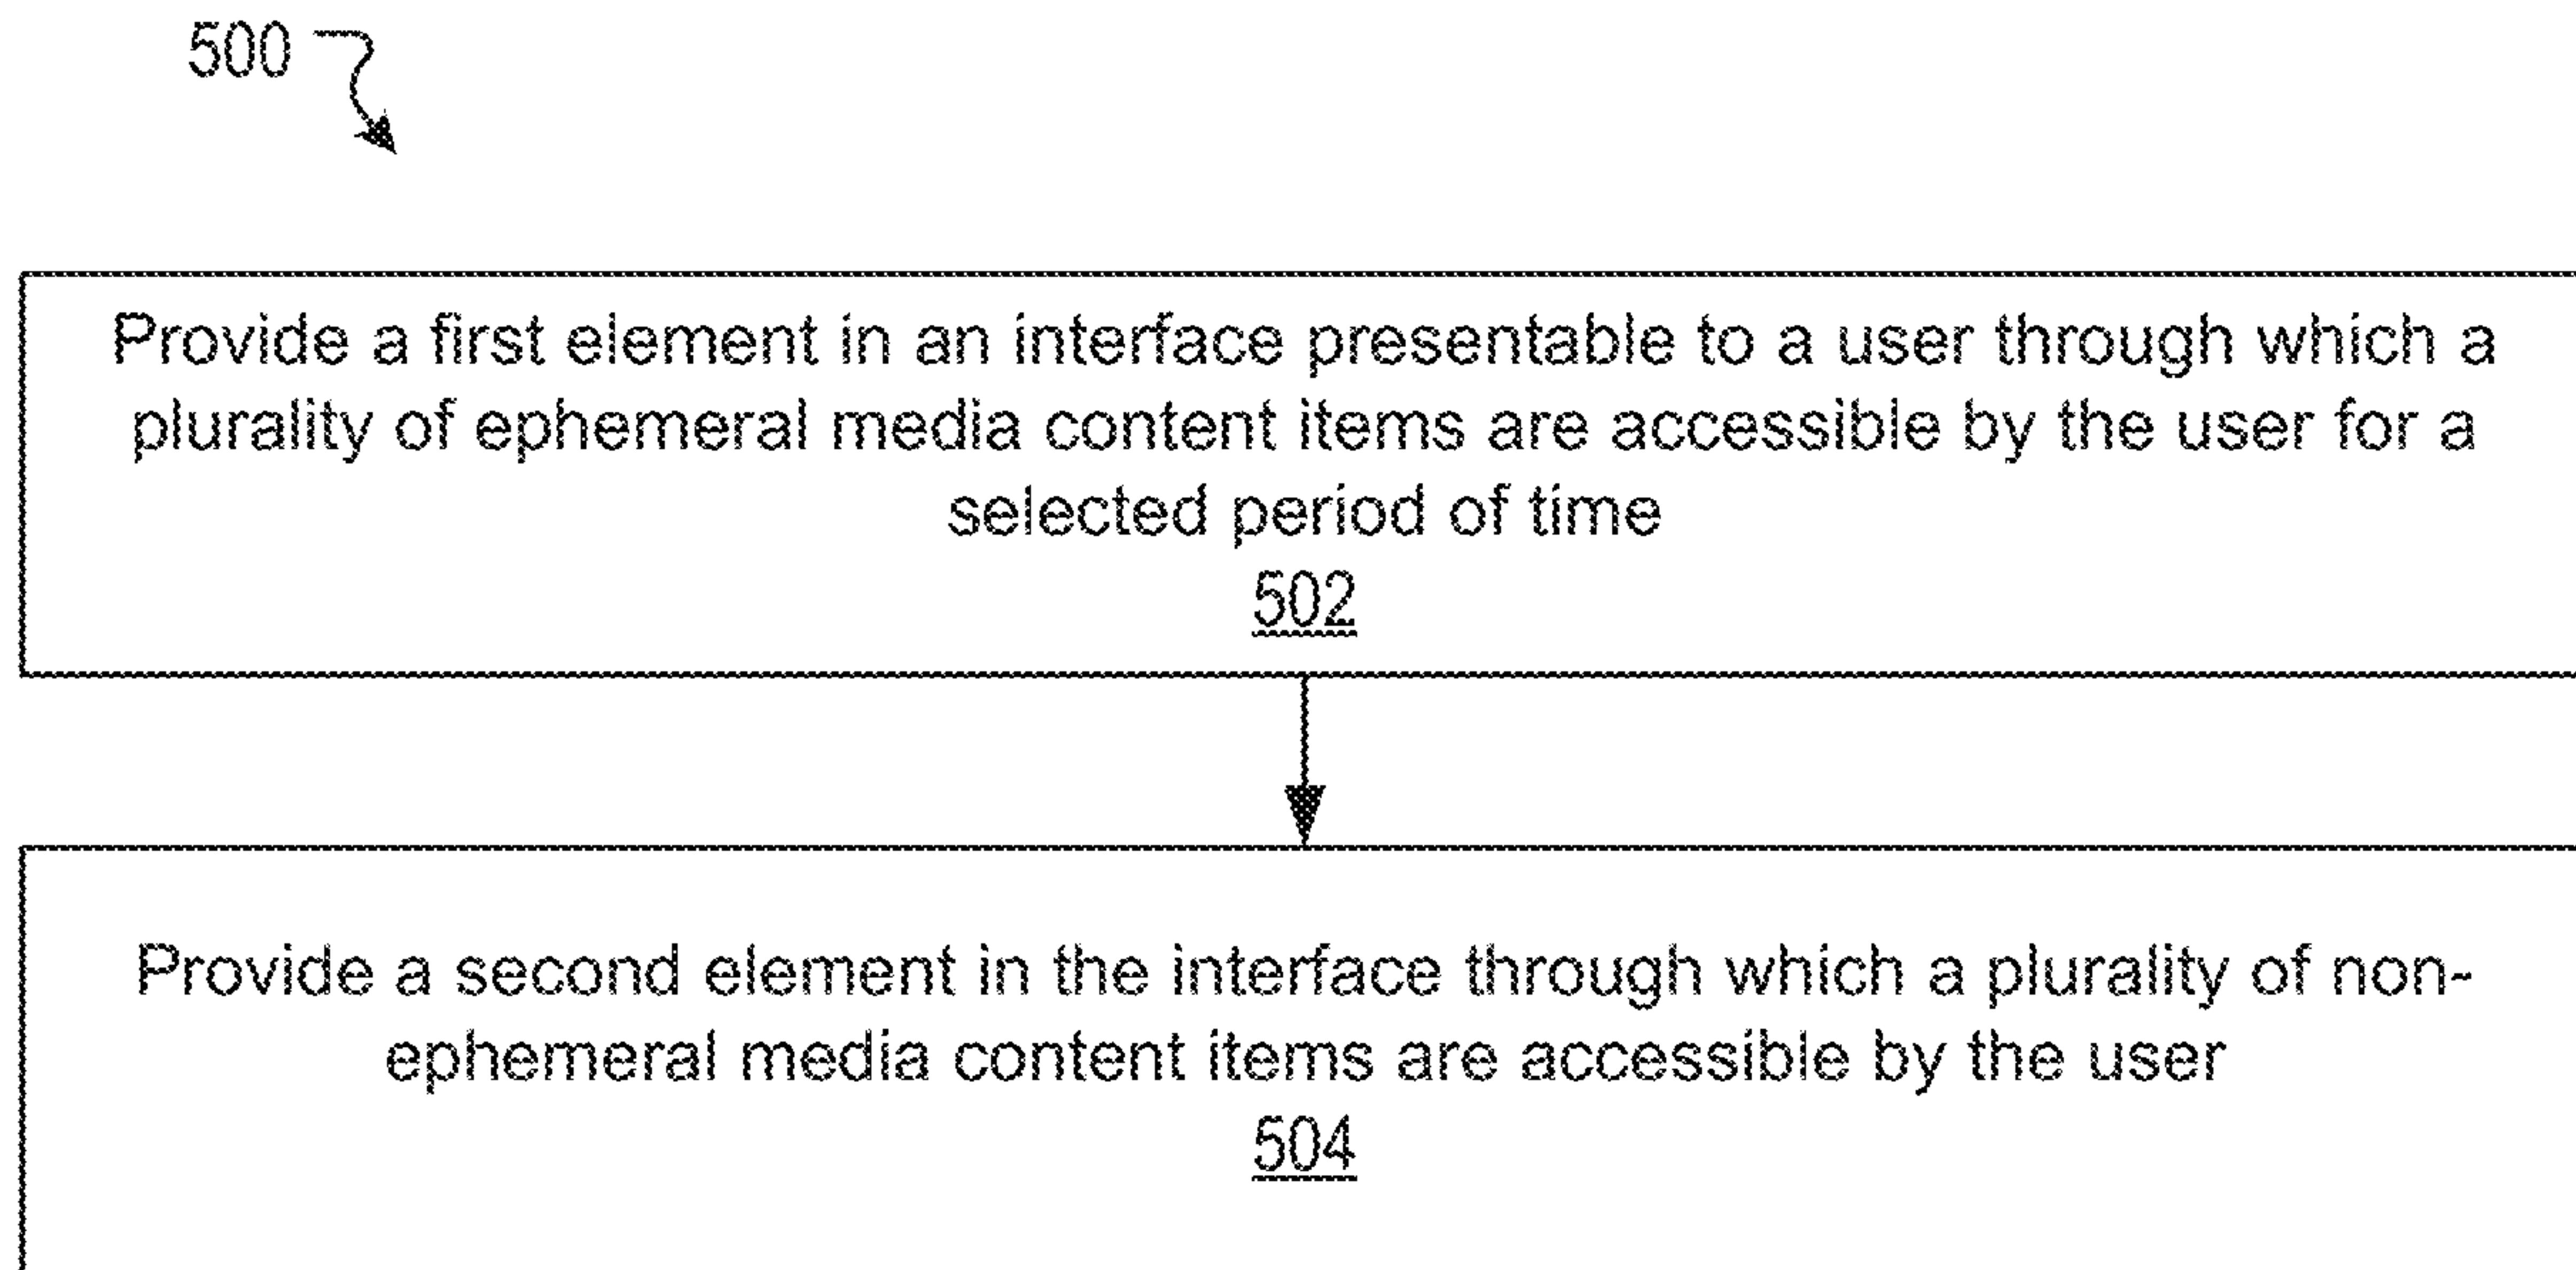 500
Provide a first element in an interface presentable to a user through which a
plurality of ephemeral media content items are accessible by the user for a
selected period of time
502
Provide a second element in the interface through which a plurality of non-
ephemeral media content items are accessible by the user
504